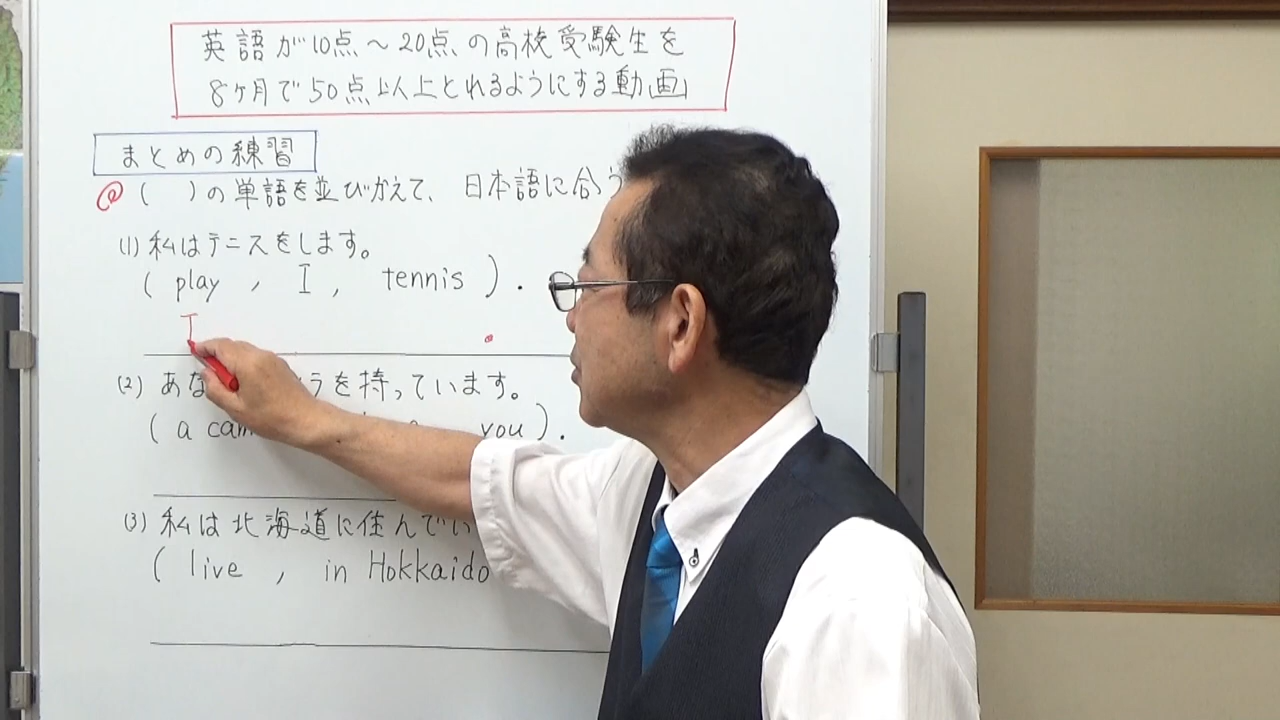 英語が10点～20点の高校受験生を
8ヶ月で50点以上とれるようにする動画
まとめの練習
@ ( )の単語を並びかえて、日本語に合う
(1) 私はテニスをします。
( play , I , tennis ) .
I .
(2) あな を持っています。
( a you ) .
(3) 私は北海道に住んでい
( live , in Hokkaido